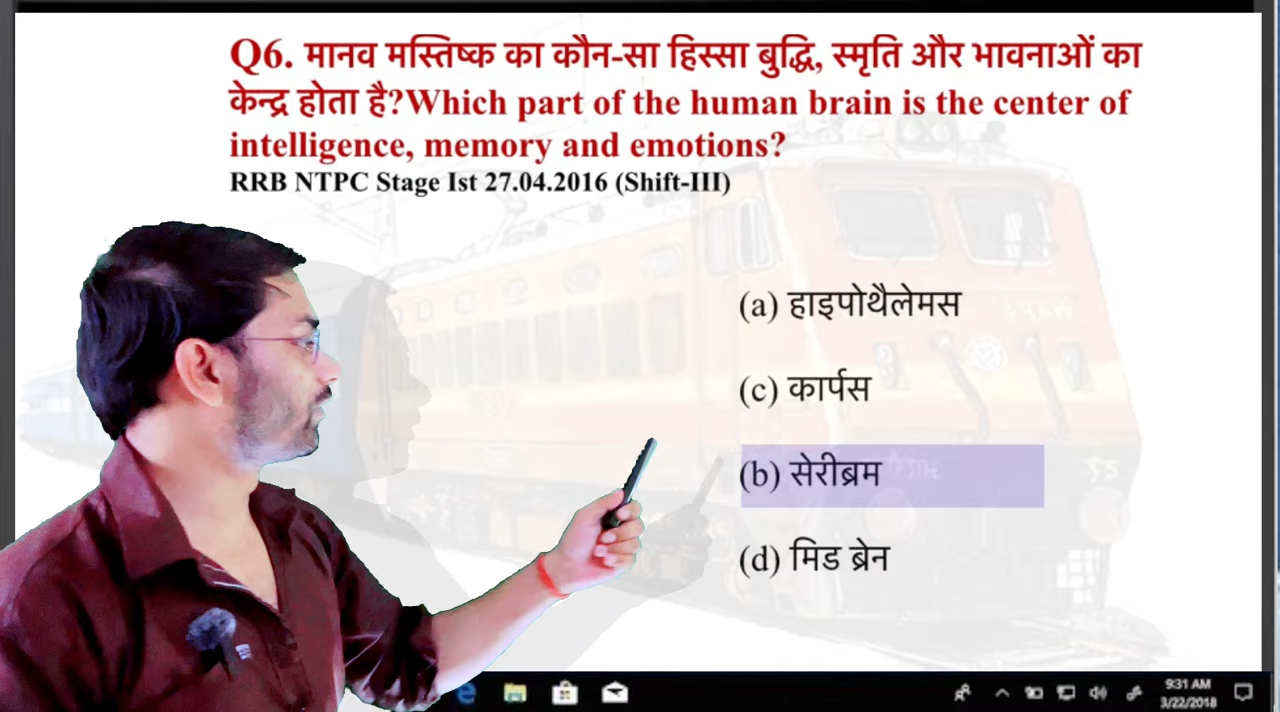 Q6. मानव मस्तिष्क का कौन-सा हिस्सा बुद्धि, स्मृति और भावनाओं का
केन्द्र होता है?Which part of the human brain is the center of
intelligence, memory and emotions?
RRB NTPC Stage Ist 27.04.2016 (Shift-III)
(a) हाइपोथैलेमस
(c) कार्पस
(b) सेरीब्रम
(d) मिड ब्रेन
9:31 AM
3/22/2018